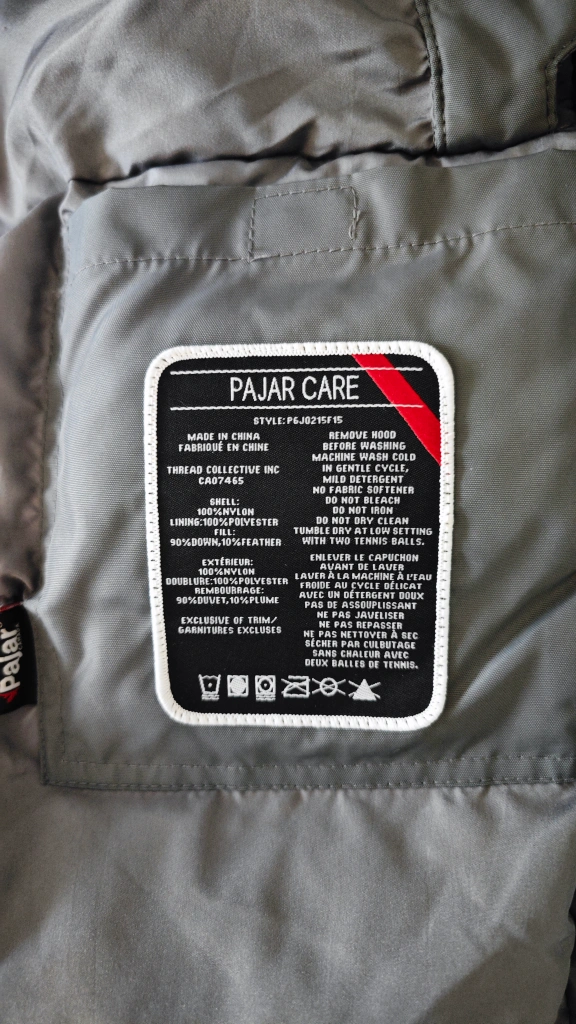 PAJAR CARE
STYLE: P6J0215F15
MADE IN CHINA
FABRIQUÉ EN CHINE
THREAD COLLECTIVE INC
CA07465
SHELL:
100%NYLON
LINING:100%POLYESTER
FILL:
90%DOWN,10%FEATHER
EXTÉRIEUR:
100%NYLON
DOUBLURE:100%POLYESTER
REMBOURRAGE:
90%DUVET,10%PLUME
EXCLUSIVE OF TRIM/
GARNITURES EXCLUSES
REMOVE HOOD
BEFORE WASHING
MACHINE WASH COLD
IN GENTLE CYCLE,
MILD DETERGENT
NO FABRIC SOFTENER
DO NOT BLEACH
DO NOT IRON
DO NOT DRY CLEAN
TUMBLE DRY AT LOW SETTING
WITH TWO TENNIS BALLS.
ENLEVER LE CAPUCHON
AVANT DE LAVER
LAVER À LA MACHINE À L'EAU
FROIDE AU CYCLE DÉLICAT
AVEC UN DÉTERGENT DOUX
PAS DE ASSOUPLISSANT
NE PAS JAVELISER
NE PAS REPASSER
NE PAS NETTOYER À SEC
SÉCHER PAR CULBUTAGE
SANS CHALEUR AVEC
DEUX BALLES DE TENNIS.
Pajar